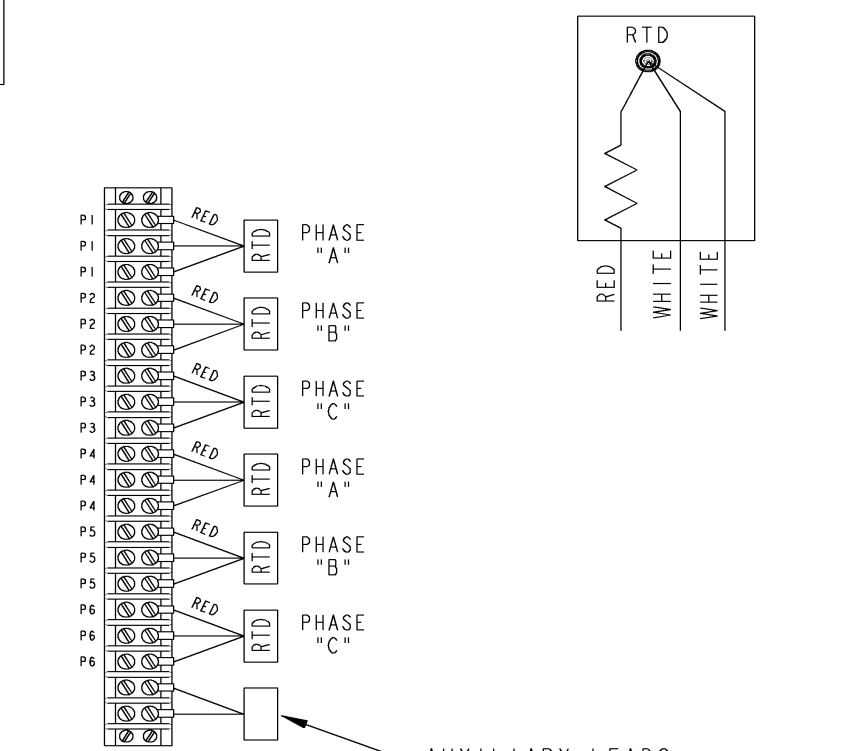 RTD
RED
WHITE
WHITE
P1
RED
P1
P1
RTD
PHASE
"A"
P2
RED
P2
P2
RTD
PHASE
"B"
P3
RED
P3
P3
RTD
PHASE
"C"
P4
RED
P4
P4
RTD
PHASE
"A"
P5
RED
P5
P5
RTD
PHASE
"B"
P6
RED
P6
P6
RTD
PHASE
"C"